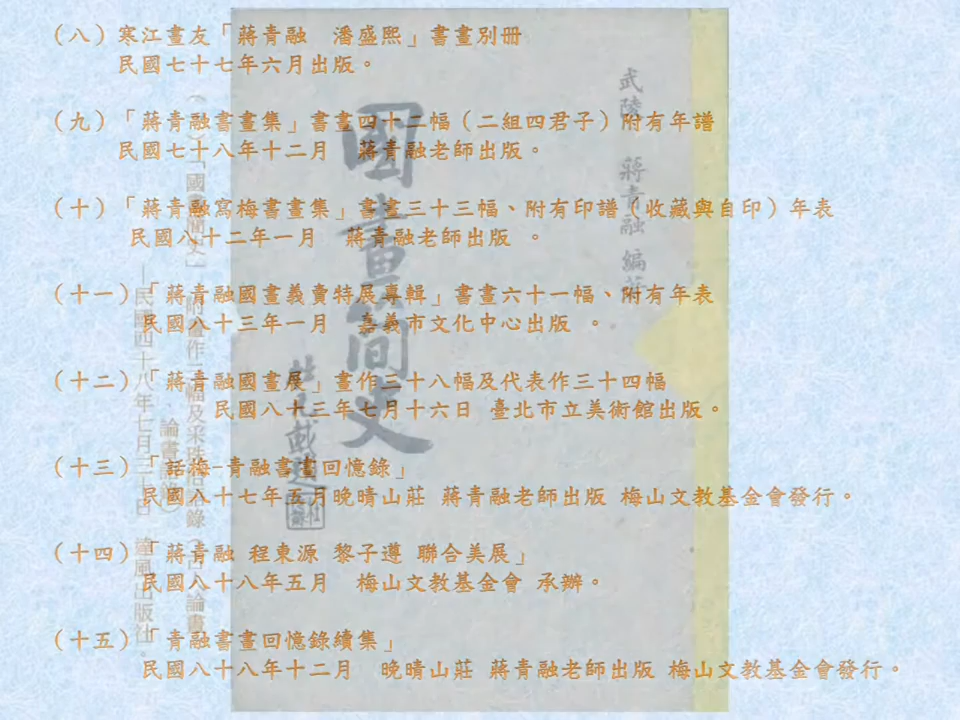 （八）寒江畫友「蔣青融　潘盛熙」書畫別冊
民國七十七年六月出版。
（九）「蔣青融書畫集」書畫四十二幅（二組四君子）附有年譜
民國七十八年十二月　蔣青融老師出版。
（十）「蔣青融寫梅書畫集」書畫三十三幅、附有印譜（收藏與自印）年表
民國八十二年一月　蔣青融老師出版 。
（十一）「蔣青融國畫義賣特展專輯」書畫六十一幅、附有年表
民國八十三年一月　嘉義市文化中心出版 。
（十二）「蔣青融國畫展」畫作三十八幅及代表作三十四幅
民國八十三年七月十六日 臺北市立美術館出版。
（十三）「話梅-青融書畫回憶錄」
民國八十七年五月晚晴山莊 蔣青融老師出版 梅山文教基金會發行。
（十四）「蔣青融 程東源 黎子遵 聯合美展」
民國八十八年五月　梅山文教基金會 承辦。
（十五）「青融書畫回憶錄續集」
民國八十八年十二月　晚晴山莊 蔣青融老師出版 梅山文教基金會發行。
武陵 蔣青融 編著
國畫簡史